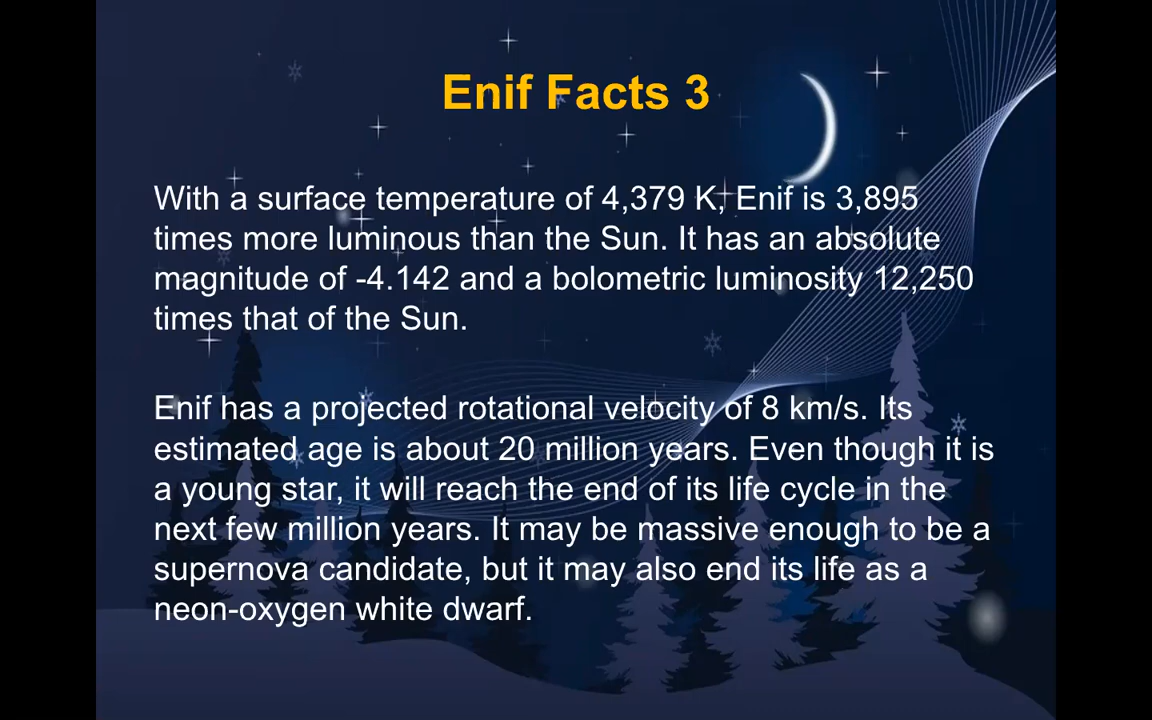 Enif Facts 3
With a surface temperature of 4,379 K, Enif is 3,895
times more luminous than the Sun. It has an absolute
magnitude of -4.142 and a bolometric luminosity 12,250
times that of the Sun.
Enif has a projected rotational velocity of 8 km/s. Its
estimated age is about 20 million years. Even though it is
a young star, it will reach the end of its life cycle in the
next few million years. It may be massive enough to be a
supernova candidate, but it may also end its life as a
neon-oxygen white dwarf.